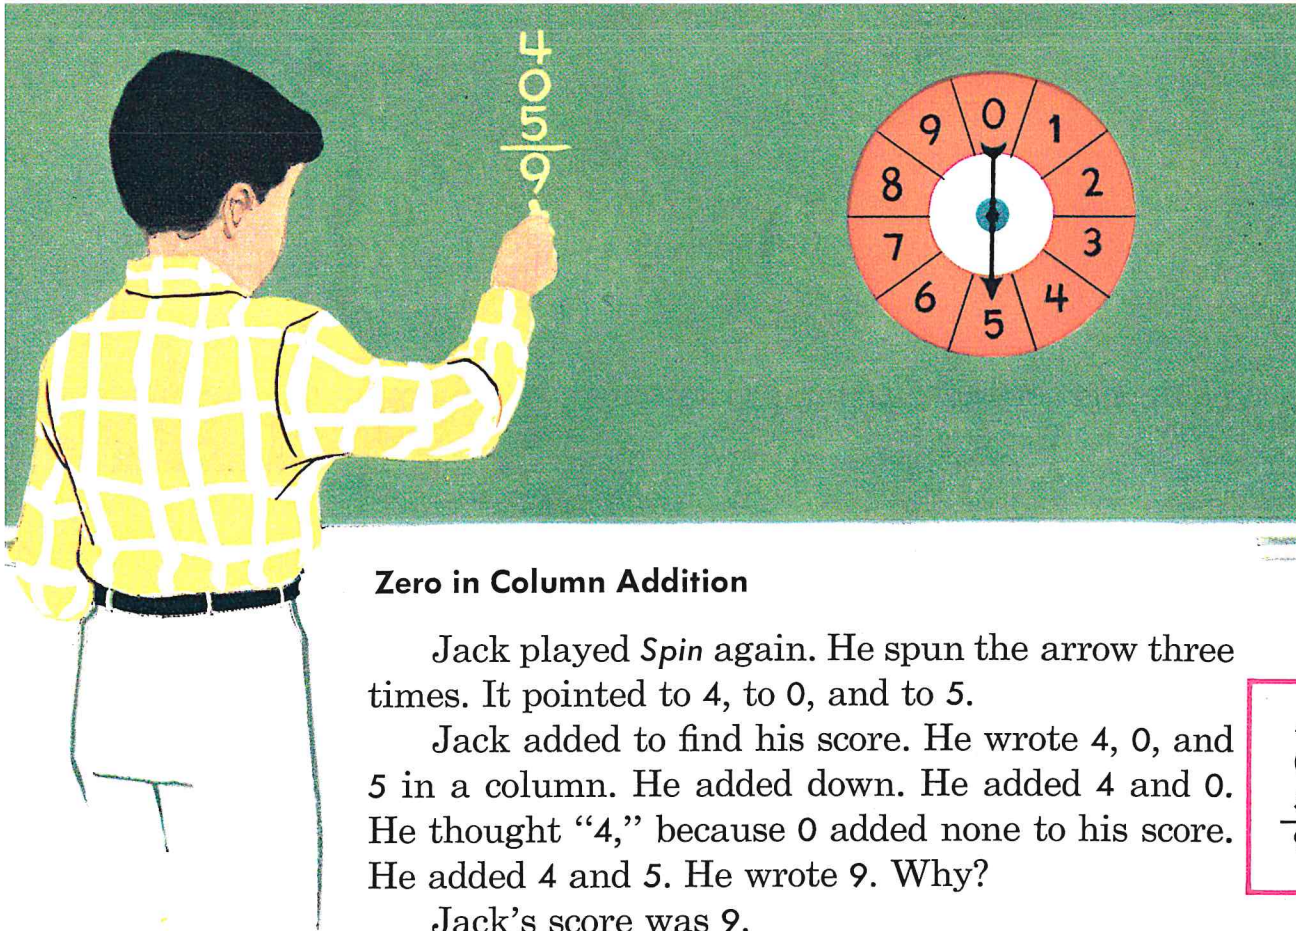 4
0
5
9
0
1
2
3
4
5
6
7
8
9
Zero in Column Addition
Jack played Spin again. He spun the arrow three
times. It pointed to 4, to 0, and to 5.
Jack added to find his score. He wrote 4, 0, and
5 in a column. He added down. He added 4 and 0.
He thought “4,” because 0 added none to his score.
He added 4 and 5. He wrote 9. Why?
Jack’s score was 9.